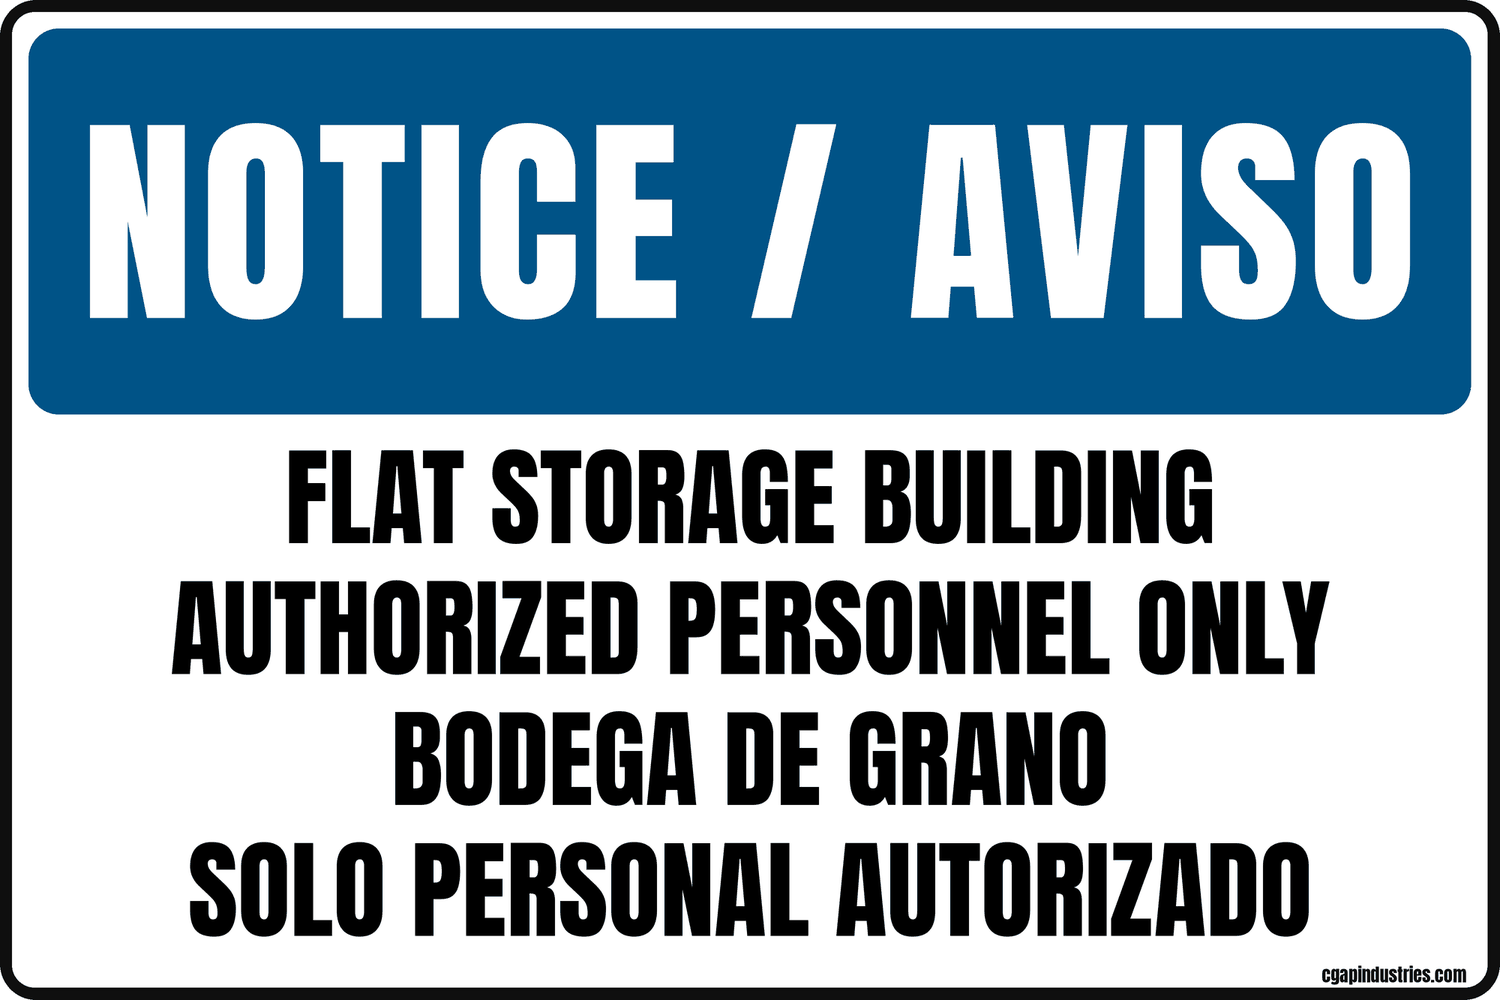 NOTICE / AVISO
FLAT STORAGE BUILDING
AUTHORIZED PERSONNEL ONLY
BODEGA DE GRANO
SOLO PERSONAL AUTORIZADO
cgapindustries.com